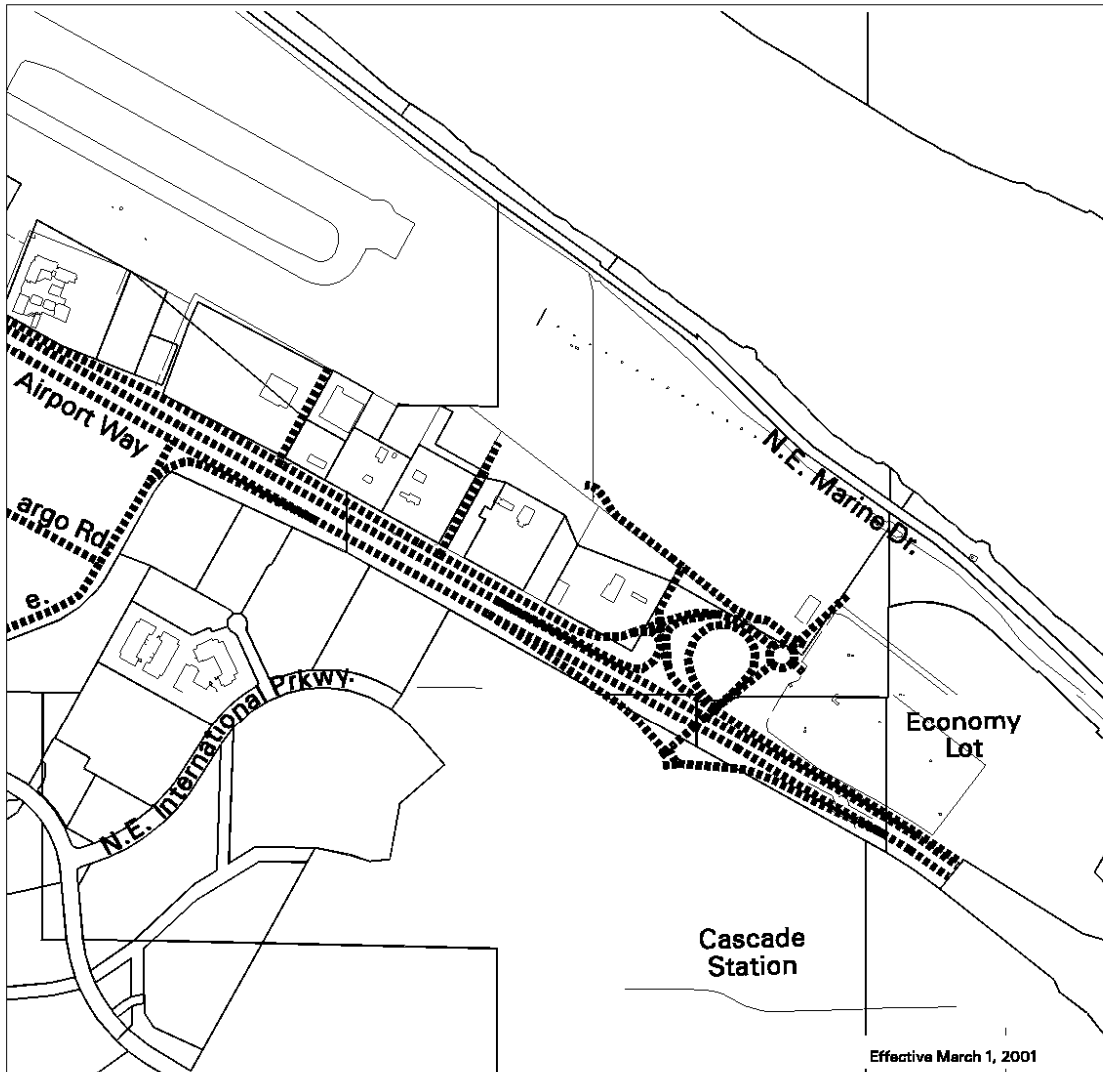 Airport Way
N.E. Marine Dr.
argo Rd.
e.
N.E. International Prkwy.
Economy
Lot
Cascade
Station
Effective March 1, 2001